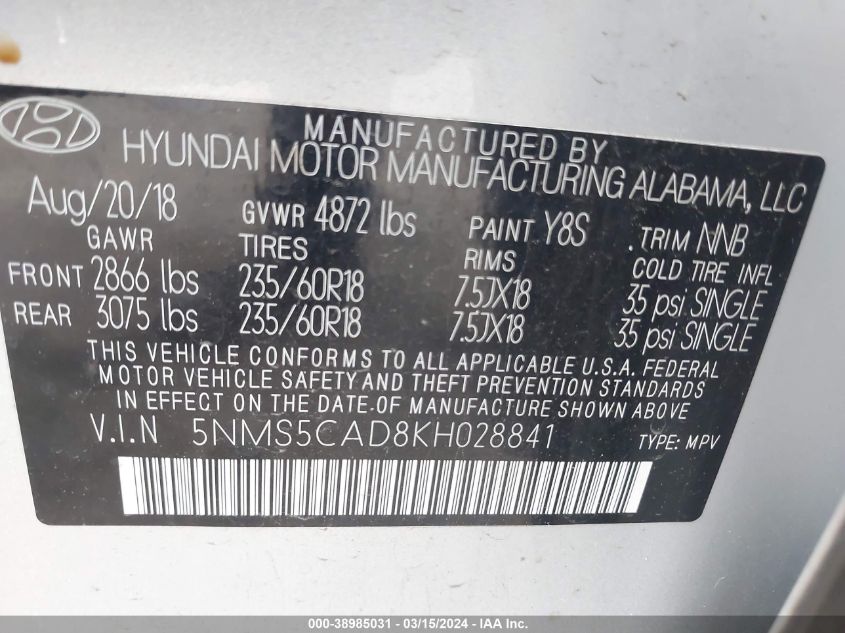 MANUFACTURED BY
HYUNDAI MOTOR MANUFACTURING ALABAMA, LLC
Aug/20/18 GVWR 4872 lbs PAINT Y8S . TRIM NNB
GAWR TIRES RIMS COLD TIRE INFL
FRONT 2866 lbs 235/60R18 7.5JX18 35 psi SINGLE
REAR 3075 lbs 235/60R18 7.5JX18 35 psi SINGLE
THIS VEHICLE CONFORMS TO ALL APPLICABLE U.S.A. FEDERAL
MOTOR VEHICLE SAFETY AND THEFT PREVENTION STANDARDS
IN EFFECT ON THE DATE OF MANUFACTURE SHOWN ABOVE
V.I.N 5NMS5CAD8KH028841 TYPE: MPV
000-38985031 - 03/15/2024 - IAA Inc.